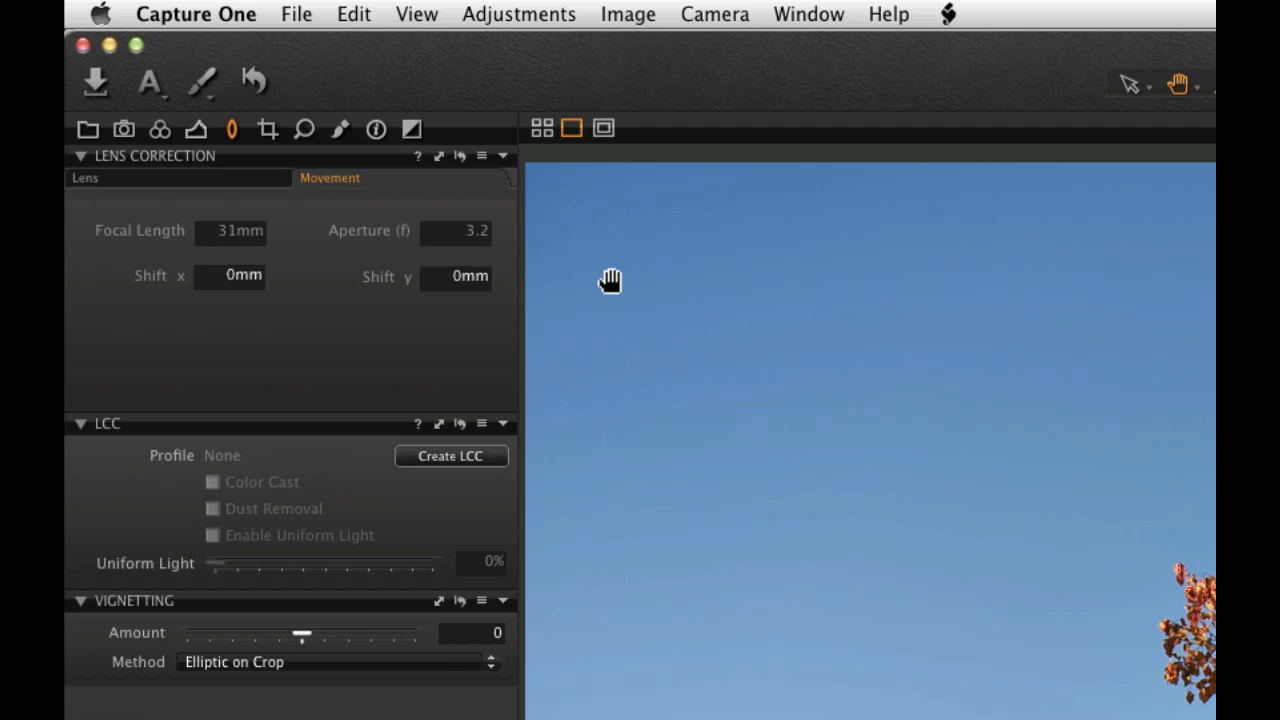 Capture One File Edit View Adjustments Image Camera Window Help
A
LENS CORRECTION ?
Lens Movement
Focal Length 31mm Aperture (f) 3.2
Shift x 0mm Shift y 0mm
LCC ?
Profile None Create LCC
Color Cast
Dust Removal
Enable Uniform Light
Uniform Light 0%
VIGNETTING
Amount 0
Method Elliptic on Crop